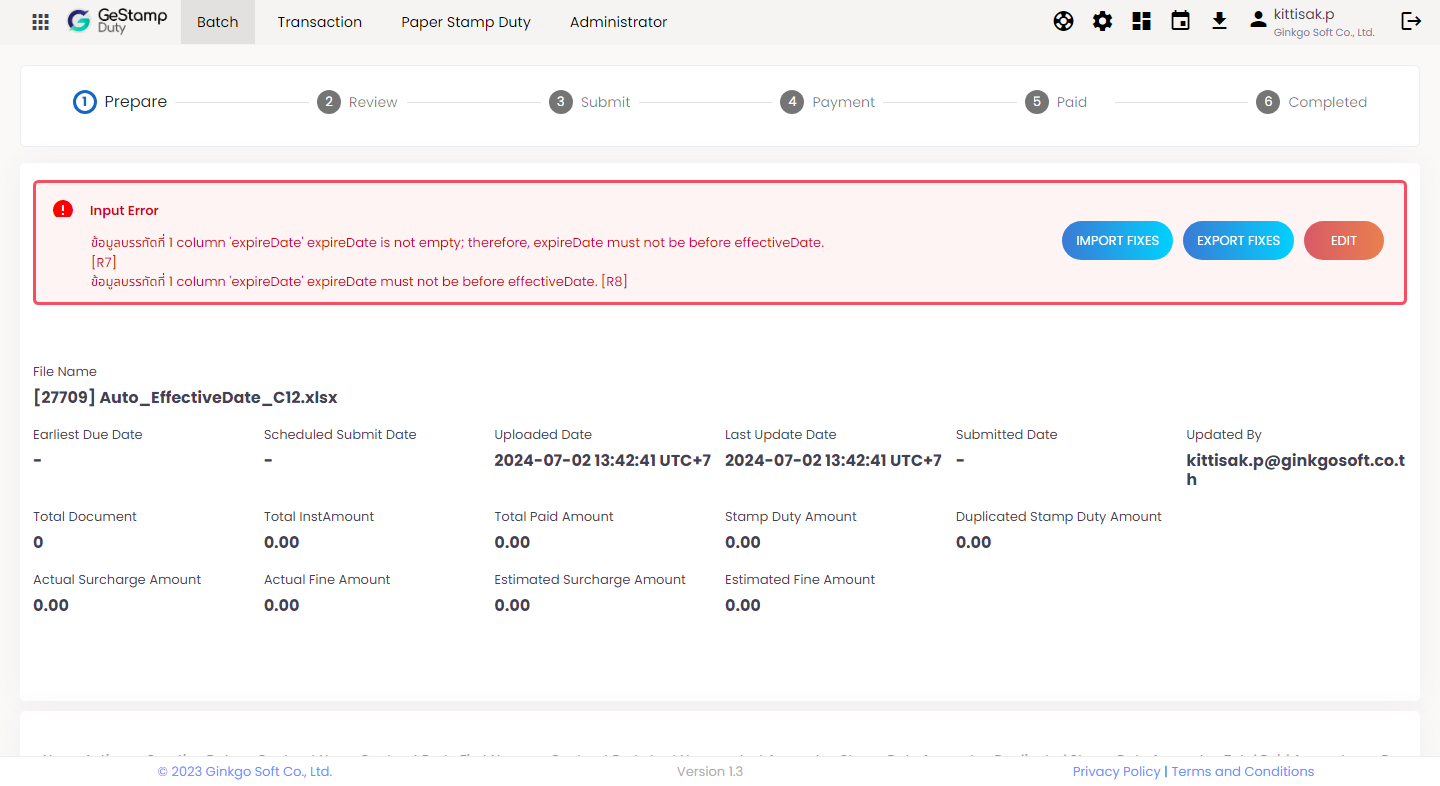 GeStamp
Duty
Batch
Transaction
Paper Stamp Duty
Administrator
kittisak.p
Ginkgo Soft Co., Ltd.
1 Prepare
2 Review
3 Submit
4 Payment
5 Paid
6 Completed
Input Error
ข้อมูลบรรทัดที่ 1 column 'expireDate' expireDate is not empty; therefore, expireDate must not be before effectiveDate.
[R7]
ข้อมูลบรรทัดที่ 1 column 'expireDate' expireDate must not be before effectiveDate. [R8]
IMPORT FIXES
EXPORT FIXES
EDIT
File Name
[27709] Auto_EffectiveDate_C12.xlsx
Earliest Due Date
-
Scheduled Submit Date
-
Uploaded Date
2024-07-02 13:42:41 UTC+7
Last Update Date
2024-07-02 13:42:41 UTC+7
Submitted Date
-
Updated By
kittisak.p@ginkgosoft.co.t
h
Total Document
0
Total InstAmount
0.00
Total Paid Amount
0.00
Stamp Duty Amount
0.00
Duplicated Stamp Duty Amount
0.00
Actual Surcharge Amount
0.00
Actual Fine Amount
0.00
Estimated Surcharge Amount
0.00
Estimated Fine Amount
0.00
© 2023 Ginkgo Soft Co., Ltd.
Version 1.3
Privacy Policy | Terms and Conditions